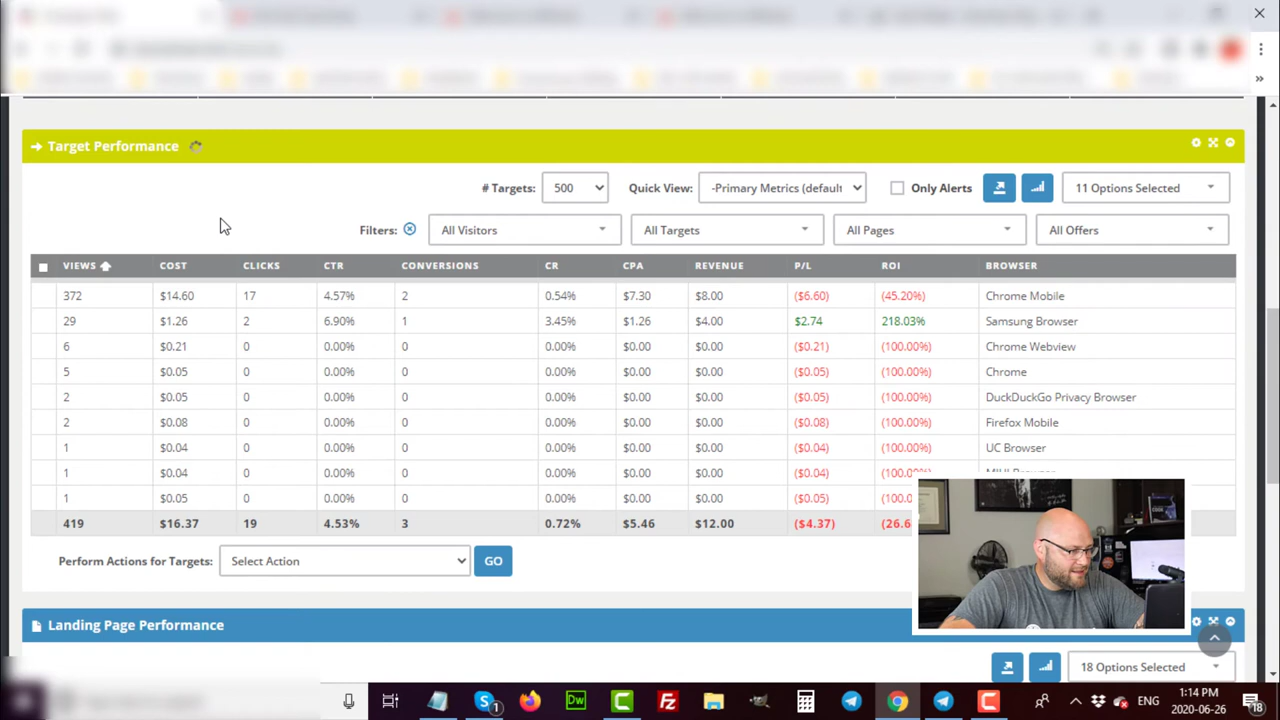 Target Performance
# Targets: 500 Quick View: -Primary Metrics (default Only Alerts 11 Options Selected
Filters: All Visitors All Targets All Pages All Offers
VIEWS COST CLICKS CTR CONVERSIONS CR CPA REVENUE P/L ROI BROWSER
372 $14.60 17 4.57% 2 0.54% $7.30 $8.00 ($6.60) (45.20%) Chrome Mobile
29 $1.26 2 6.90% 1 3.45% $1.26 $4.00 $2.74 218.03% Samsung Browser
6 $0.21 0 0.00% 0 0.00% $0.00 $0.00 ($0.21) (100.00%) Chrome Webview
5 $0.05 0 0.00% 0 0.00% $0.00 $0.00 ($0.05) (100.00%) Chrome
2 $0.05 0 0.00% 0 0.00% $0.00 $0.00 ($0.05) (100.00%) DuckDuckGo Privacy Browser
2 $0.08 0 0.00% 0 0.00% $0.00 $0.00 ($0.08) (100.00%) Firefox Mobile
1 $0.04 0 0.00% 0 0.00% $0.00 $0.00 ($0.04) (100.00%) UC Browser
1 $0.04 0 0.00% 0 0.00% $0.00 $0.00 ($0.04)
1 $0.05 0 0.00% 0 0.00% $0.00 $0.00 ($0.05) (100.0
419 $16.37 19 4.53% 3 0.72% $5.46 $12.00 ($4.37) (26.6
Perform Actions for Targets: Select Action GO
Landing Page Performance
18 Options Selected
1 Dw ENG 1:14 PM
2020-06-26 18